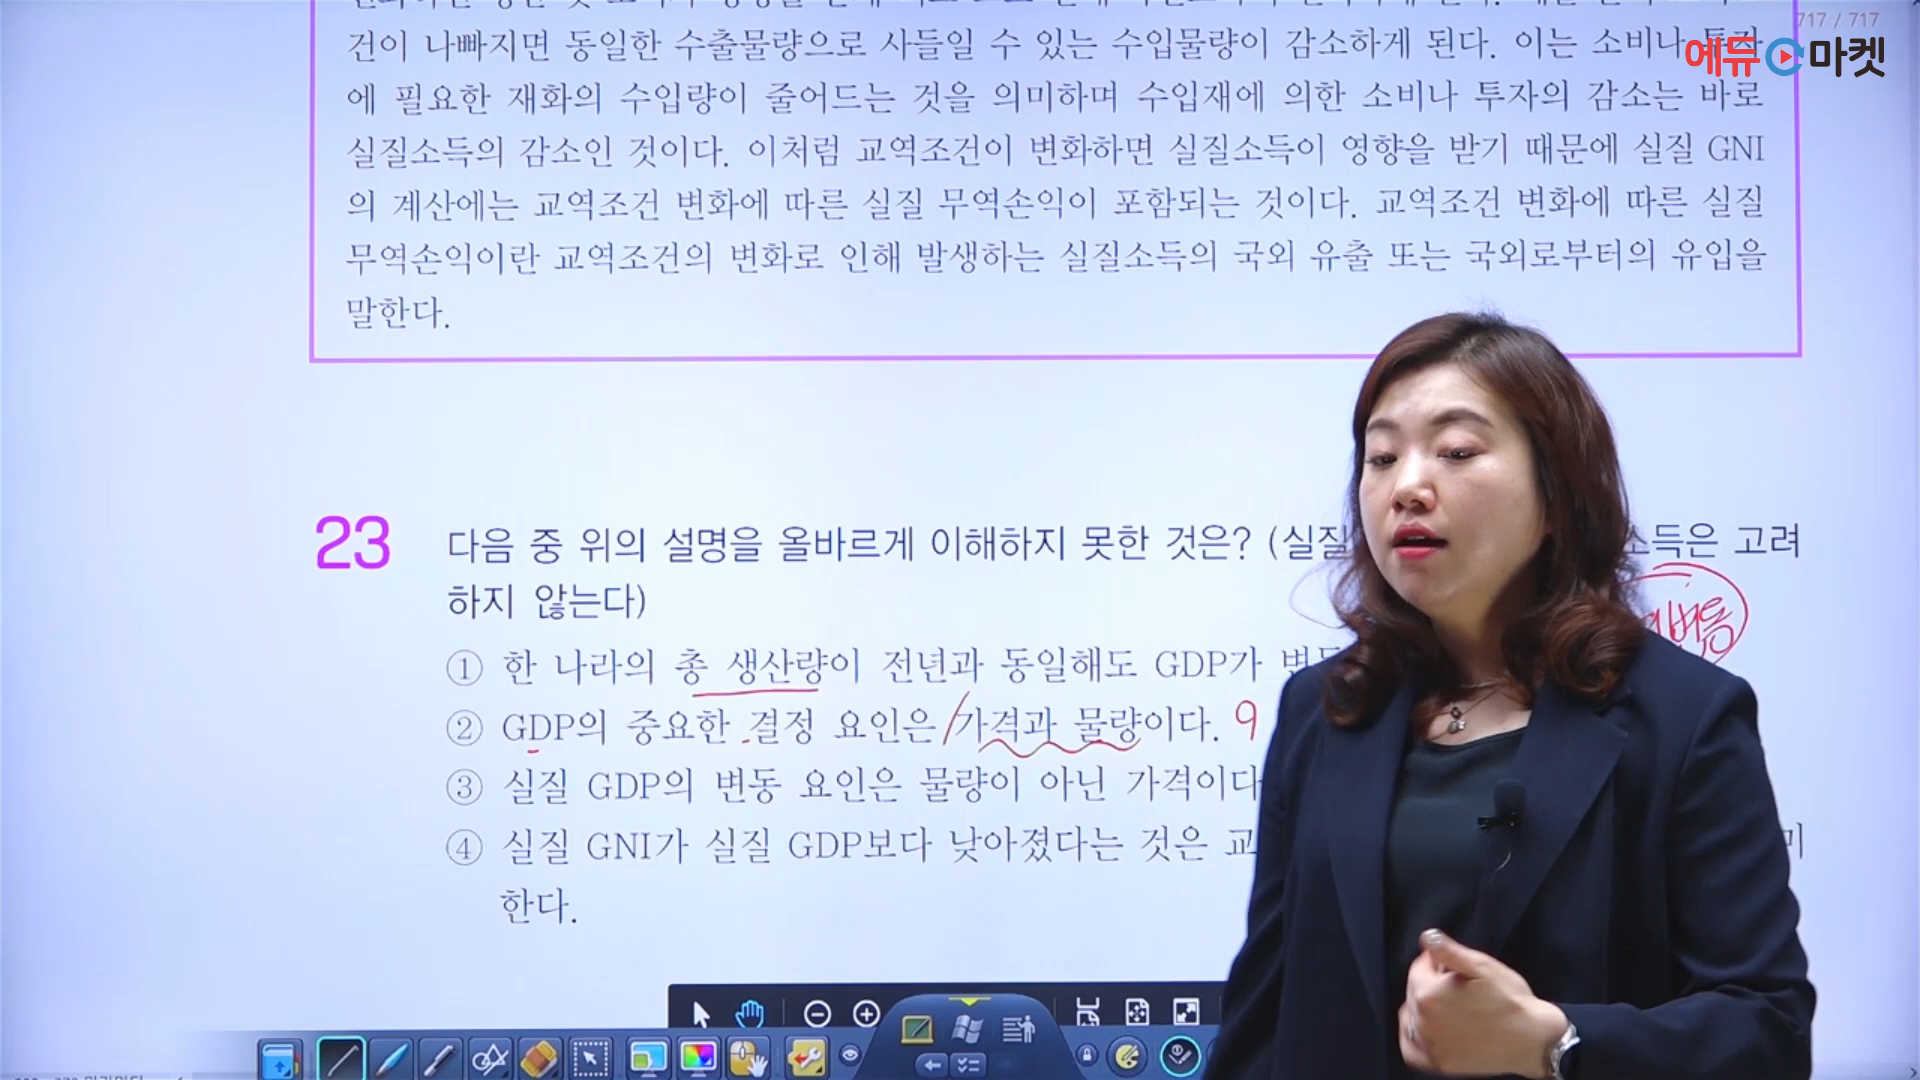 717 / 717
에듀 마켓
건이 나빠지면 동일한 수출물량으로 사들일 수 있는 수입물량이 감소하게 된다. 이는 소비나 투자
에 필요한 재화의 수입량이 줄어드는 것을 의미하며 수입재에 의한 소비나 투자의 감소는 바로
실질소득의 감소인 것이다. 이처럼 교역조건이 변화하면 실질소득이 영향을 받기 때문에 실질 GNI
의 계산에는 교역조건 변화에 따른 실질 무역손익이 포함되는 것이다. 교역조건 변화에 따른 실질
무역손익이란 교역조건의 변화로 인해 발생하는 실질소득의 국외 유출 또는 국외로부터의 유입을
말한다.
23 다음 중 위의 설명을 올바르게 이해하지 못한 것은? (실질 소득은 고려
하지 않는다)
① 한 나라의 총 생산량이 전년과 동일해도 GDP가
② GDP의 중요한 결정 요인은 가격과 물량이다.
③ 실질 GDP의 변동 요인은 물량이 아닌 가격이다
④ 실질 GNI가 실질 GDP보다 낮아졌다는 것은 교
한다.